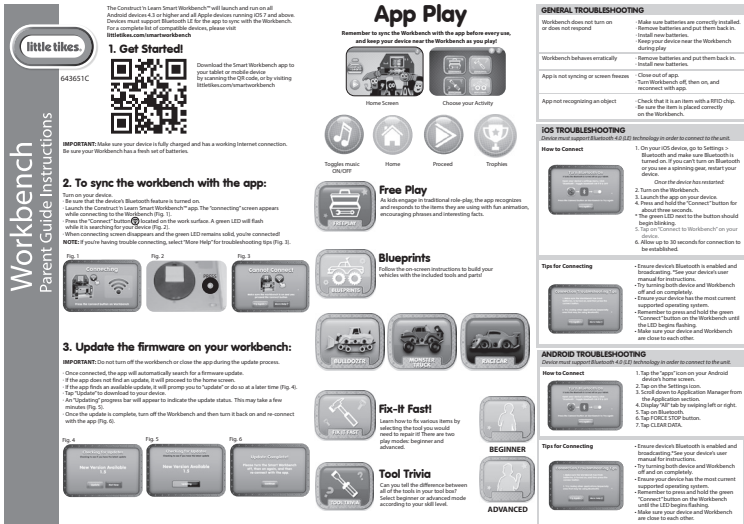 little tikes.
643651C
Workbench
Parent Guide Instructions
The Construct 'n Learn Smart Workbench™ will launch and run on all
Android devices 4.3 or higher and all Apple devices running iOS 7 and above.
Devices must support Bluetooth LE for the app to sync with the Workbench.
For a complete list of compatible devices, please visit
littletikes.com/smartworkbench
1. Get Started!
Download the Smart Workbench app to
your tablet or mobile device
by scanning the QR code, or by visiting
littletikes.com/smartworkbench
IMPORTANT: Make sure your device is fully charged and has a working Internet connection.
Be sure your Workbench has a fresh set of batteries.
2. To sync the workbench with the app:
Turn on your device.
· Be sure that the device's Bluetooth feature is turned on.
· Launch the Construct 'n Learn Smart Workbench™ app. The "connecting" screen appears
while connecting to the Workbench (Fig. 1).
· Press the "Connect" button located on the work surface. A green LED will flash
while it is searching for your device (Fig. 2).
· When connecting screen disappears and the green LED remains solid, you're connected!
NOTE: If you're having trouble connecting, select "More Help" for troubleshooting tips (Fig. 3).
Fig. 1 Fig. 2 Fig. 3
Connecting
Cannot Connect
3. Update the firmware on your workbench:
IMPORTANT: Do not turn off the workbench or close the app during the update process.
· Once connected, the app will automatically search for a firmware update.
· If the app does not find an update, it will proceed to the home screen.
· If the app finds an available update, it will promp you to "update" or do so at a later time (Fig. 4).
· Tap "Update" to download to your device.
· An "Updating" progress bar will appear to indicate the update status. This may take a few
minutes (Fig. 5).
· Once the update is complete, turn off the Workbench and then turn it back on and re-connect
with the app (Fig. 6).
Fig. 4 Fig. 5 Fig. 6
Checking for Updates
New Version Available
1.5
Checking for Updates
New Version Available
1.5
Update Complete
App Play
Remember to sync the Workbench with the app before every use,
and keep your device near the Workbench as you play!
Home Screen Choose your Activity
Toggles music
ON/OFF
Home
Proceed
Trophies
FREE PLAY
Free Play
As kids engage in traditional role-play, the app recognizes
and responds to the items they are using with fun animation,
encouraging phrases and interesting facts.
BLUEPRINTS
Blueprints
Follow the on-screen instructions to build your
vehicles with the included tools and parts!
BULLDOZER
MONSTER
TRUCK
RACE CAR
FIX IT FAST
Fix-It Fast!
Learn how to fix various items by
selecting the tool you would
need to repair it! There are two
play modes: beginner and
advanced.
BEGINNER
TOOL TRIVIA
Tool Trivia
Can you tell the difference between
all of the tools in your tool box?
Select beginner or advanced mode
according to your skill level.
ADVANCED
GENERAL TROUBLESHOOTING
Workbench does not turn on
or does not respond
· Make sure batteries are correctly installed.
· Remove batteries and put them back in.
· Install new batteries.
· Keep your device near the Workbench
during play
Workbench behaves erratically
· Remove batteries and put them back in.
· Install new batteries.
App is not syncing or screen freezes
· Close out of app.
· Turn Workbench off, then on, and
reconnect with app.
App not recognizing an object
· Check that it is an item with a RFID chip.
· Be sure the item is placed correctly
on the Workbench.
iOS TROUBLESHOOTING
Device must support Bluetooth 4.0 (LE) technology in order to connect to the unit.
How to Connect
1. On your iOS device, go to Settings >
Bluetooth and make sure Bluetooth is
turned on. If you can't turn on Bluetooth
or you see a spinning gear, restart your
device.
Once the device has restarted:
2. Turn on the Workbench.
3. Launch the app on your device.
4. Press and hold the "Connect" button for
about three seconds.
* The green LED next to the button should
begin blinking.
5. Tap on "Connect to Workbench" on your
device.
6. Allow up to 30 seconds for connection to
be established.
Tips for Connecting
• Ensure device's Bluetooth is enabled and
broadcasting. *See your device's user
manual for instructions.
• Try turning both device and Workbench
off and on completely.
• Ensure your device has the most current
supported operating system.
• Remember to press and hold the green
"Connect" button on the Workbench until
the LED begins flashing.
• Make sure your device and Workbench
are close to each other.
ANDROID TROUBLESHOOTING
Device must support Bluetooth 4.0 (LE) technology in order to connect to the unit.
How to Connect
1. Tap the "apps" icon on your Android
device's home screen.
2. Tap on the Settings icon.
3. Scroll down to Application Manager from
the Application section.
4. Display "All" tab by swiping left or right.
5. Tap on Bluetooth.
6. Tap FORCE STOP button.
7. Tap CLEAR DATA.
Tips for Connecting
• Ensure device's Bluetooth is enabled and
broadcasting *See your device's user
manual for instructions.
• Try turning both device and Workbench
off and on completely.
• Ensure your device has the most current
supported operating system.
• Remember to press and hold the green
"Connect" button on the Workbench
until the LED begins flashing.
• Make sure your device and Workbench
are close to each other.